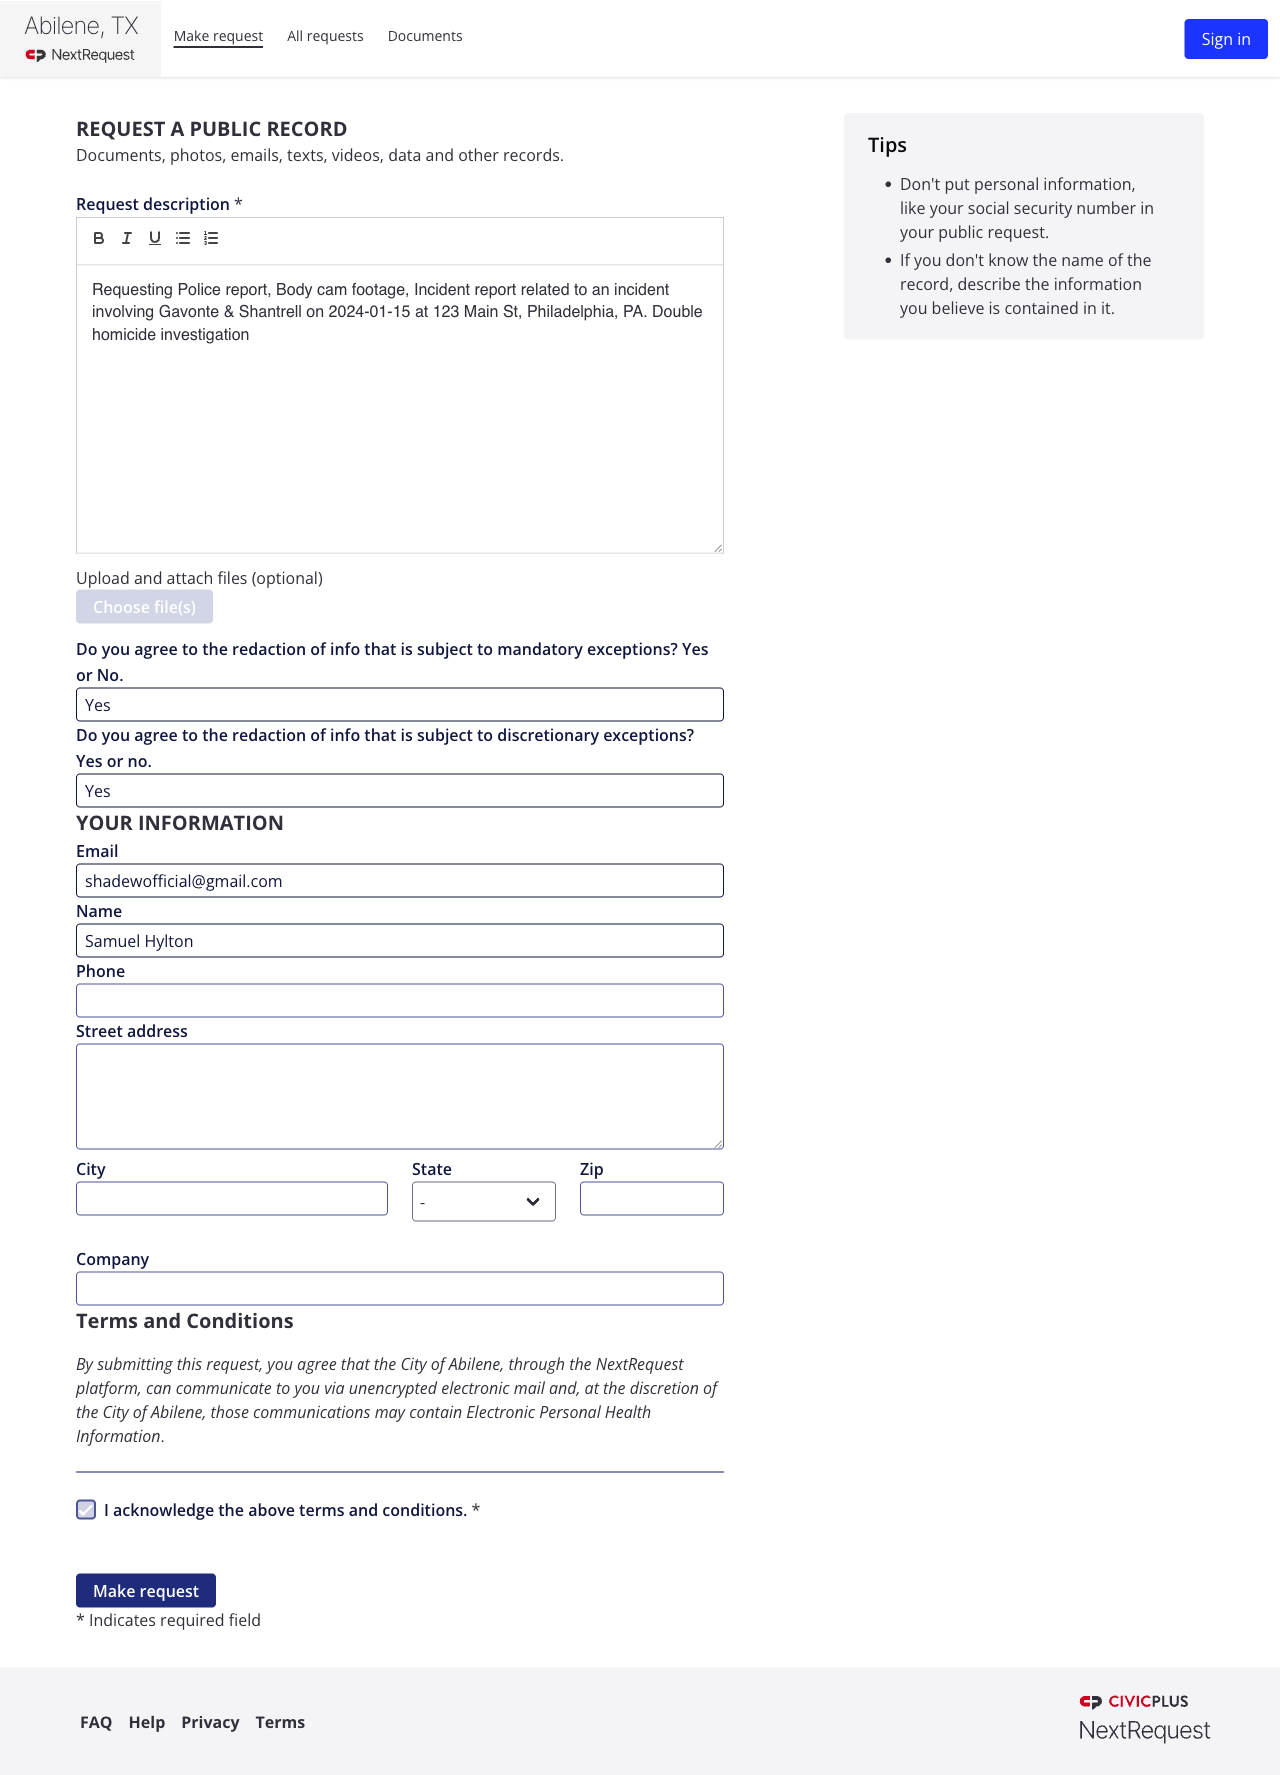 Abilene, TX
NextRequest
Make request
All requests
Documents
Sign in
REQUEST A PUBLIC RECORD
Documents, photos, emails, texts, videos, data and other records.
Request description *
B I U
Requesting Police report, Body cam footage, Incident report related to an incident
involving Gavonte & Shantrell on 2024-01-15 at 123 Main St, Philadelphia, PA. Double
homicide investigation
Upload and attach files (optional)
Choose file(s)
Do you agree to the redaction of info that is subject to mandatory exceptions? Yes
or No.
Yes
Do you agree to the redaction of info that is subject to discretionary exceptions?
Yes or no.
Yes
YOUR INFORMATION
Email
shadewofficial@gmail.com
Name
Samuel Hylton
Phone
Street address
City
State
Zip
-
Company
Terms and Conditions
By submitting this request, you agree that the City of Abilene, through the NextRequest
platform, can communicate to you via unencrypted electronic mail and, at the discretion of
the City of Abilene, those communications may contain Electronic Personal Health
Information.
I acknowledge the above terms and conditions. *
Make request
* Indicates required field
Tips
• Don't put personal information,
like your social security number in
your public request.
• If you don't know the name of the
record, describe the information
you believe is contained in it.
FAQ
Help
Privacy
Terms
CIVICPLUS
NextRequest